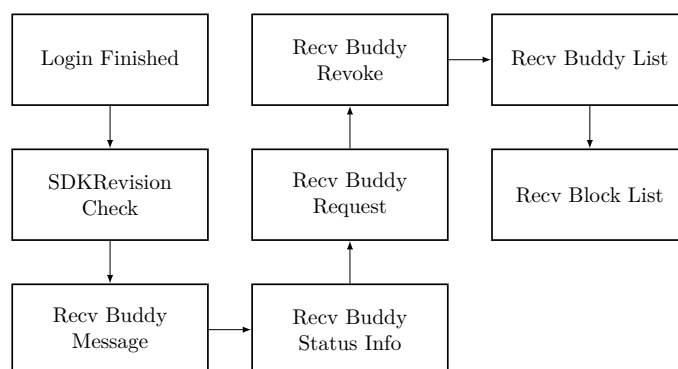 Login Finished
SDKRevision
Check
Recv Buddy
Message
Recv Buddy
Status Info
Recv Buddy
Request
Recv Buddy
Revoke
Recv Buddy List
Recv Block List